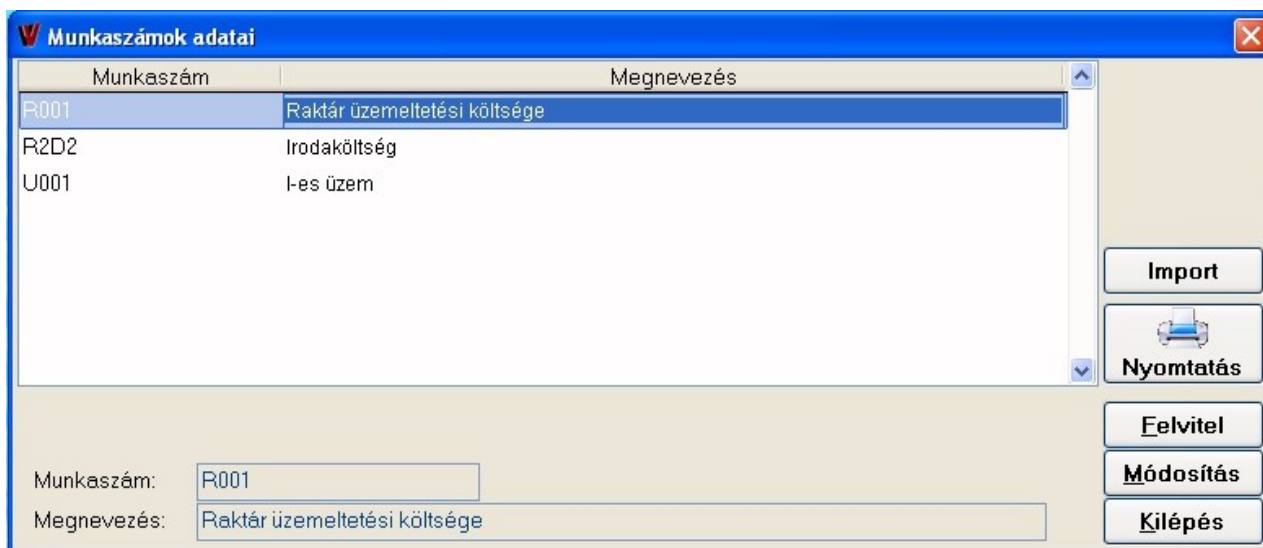 Munkaszámok adatai
Munkaszám Megnevezés
R001 Raktár üzemeltetési költsége
R2D2 Irodaköltség
U001 I-es üzem
Import
Nyomtatás
Felvitel
Munkaszám: R001
Módosítás
Megnevezés: Raktár üzemeltetési költsége
Kilépés